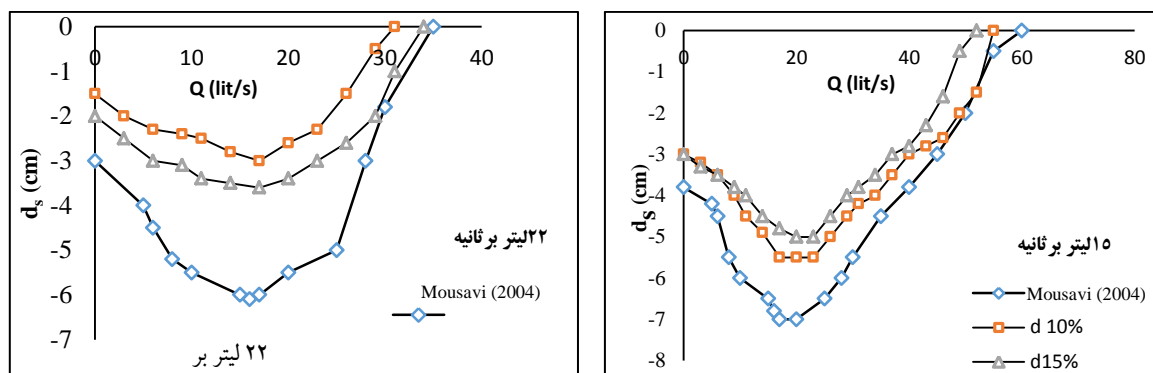 0
0 10 20 30 40
Q (lit/s)
-1
-2
-3
-4
-5
-6
-7
dₛ (cm)
۲۲لیتر برثانیه
Mousavi (2004)
۲۲ لیتر بر
0
0 20 40 60 80
Q (lit/s)
-1
-2
-3
-4
-5
-6
-7
-8
dS (cm)
۱۵لیتر برثانیه
Mousavi (2004)
d 10%
d15%